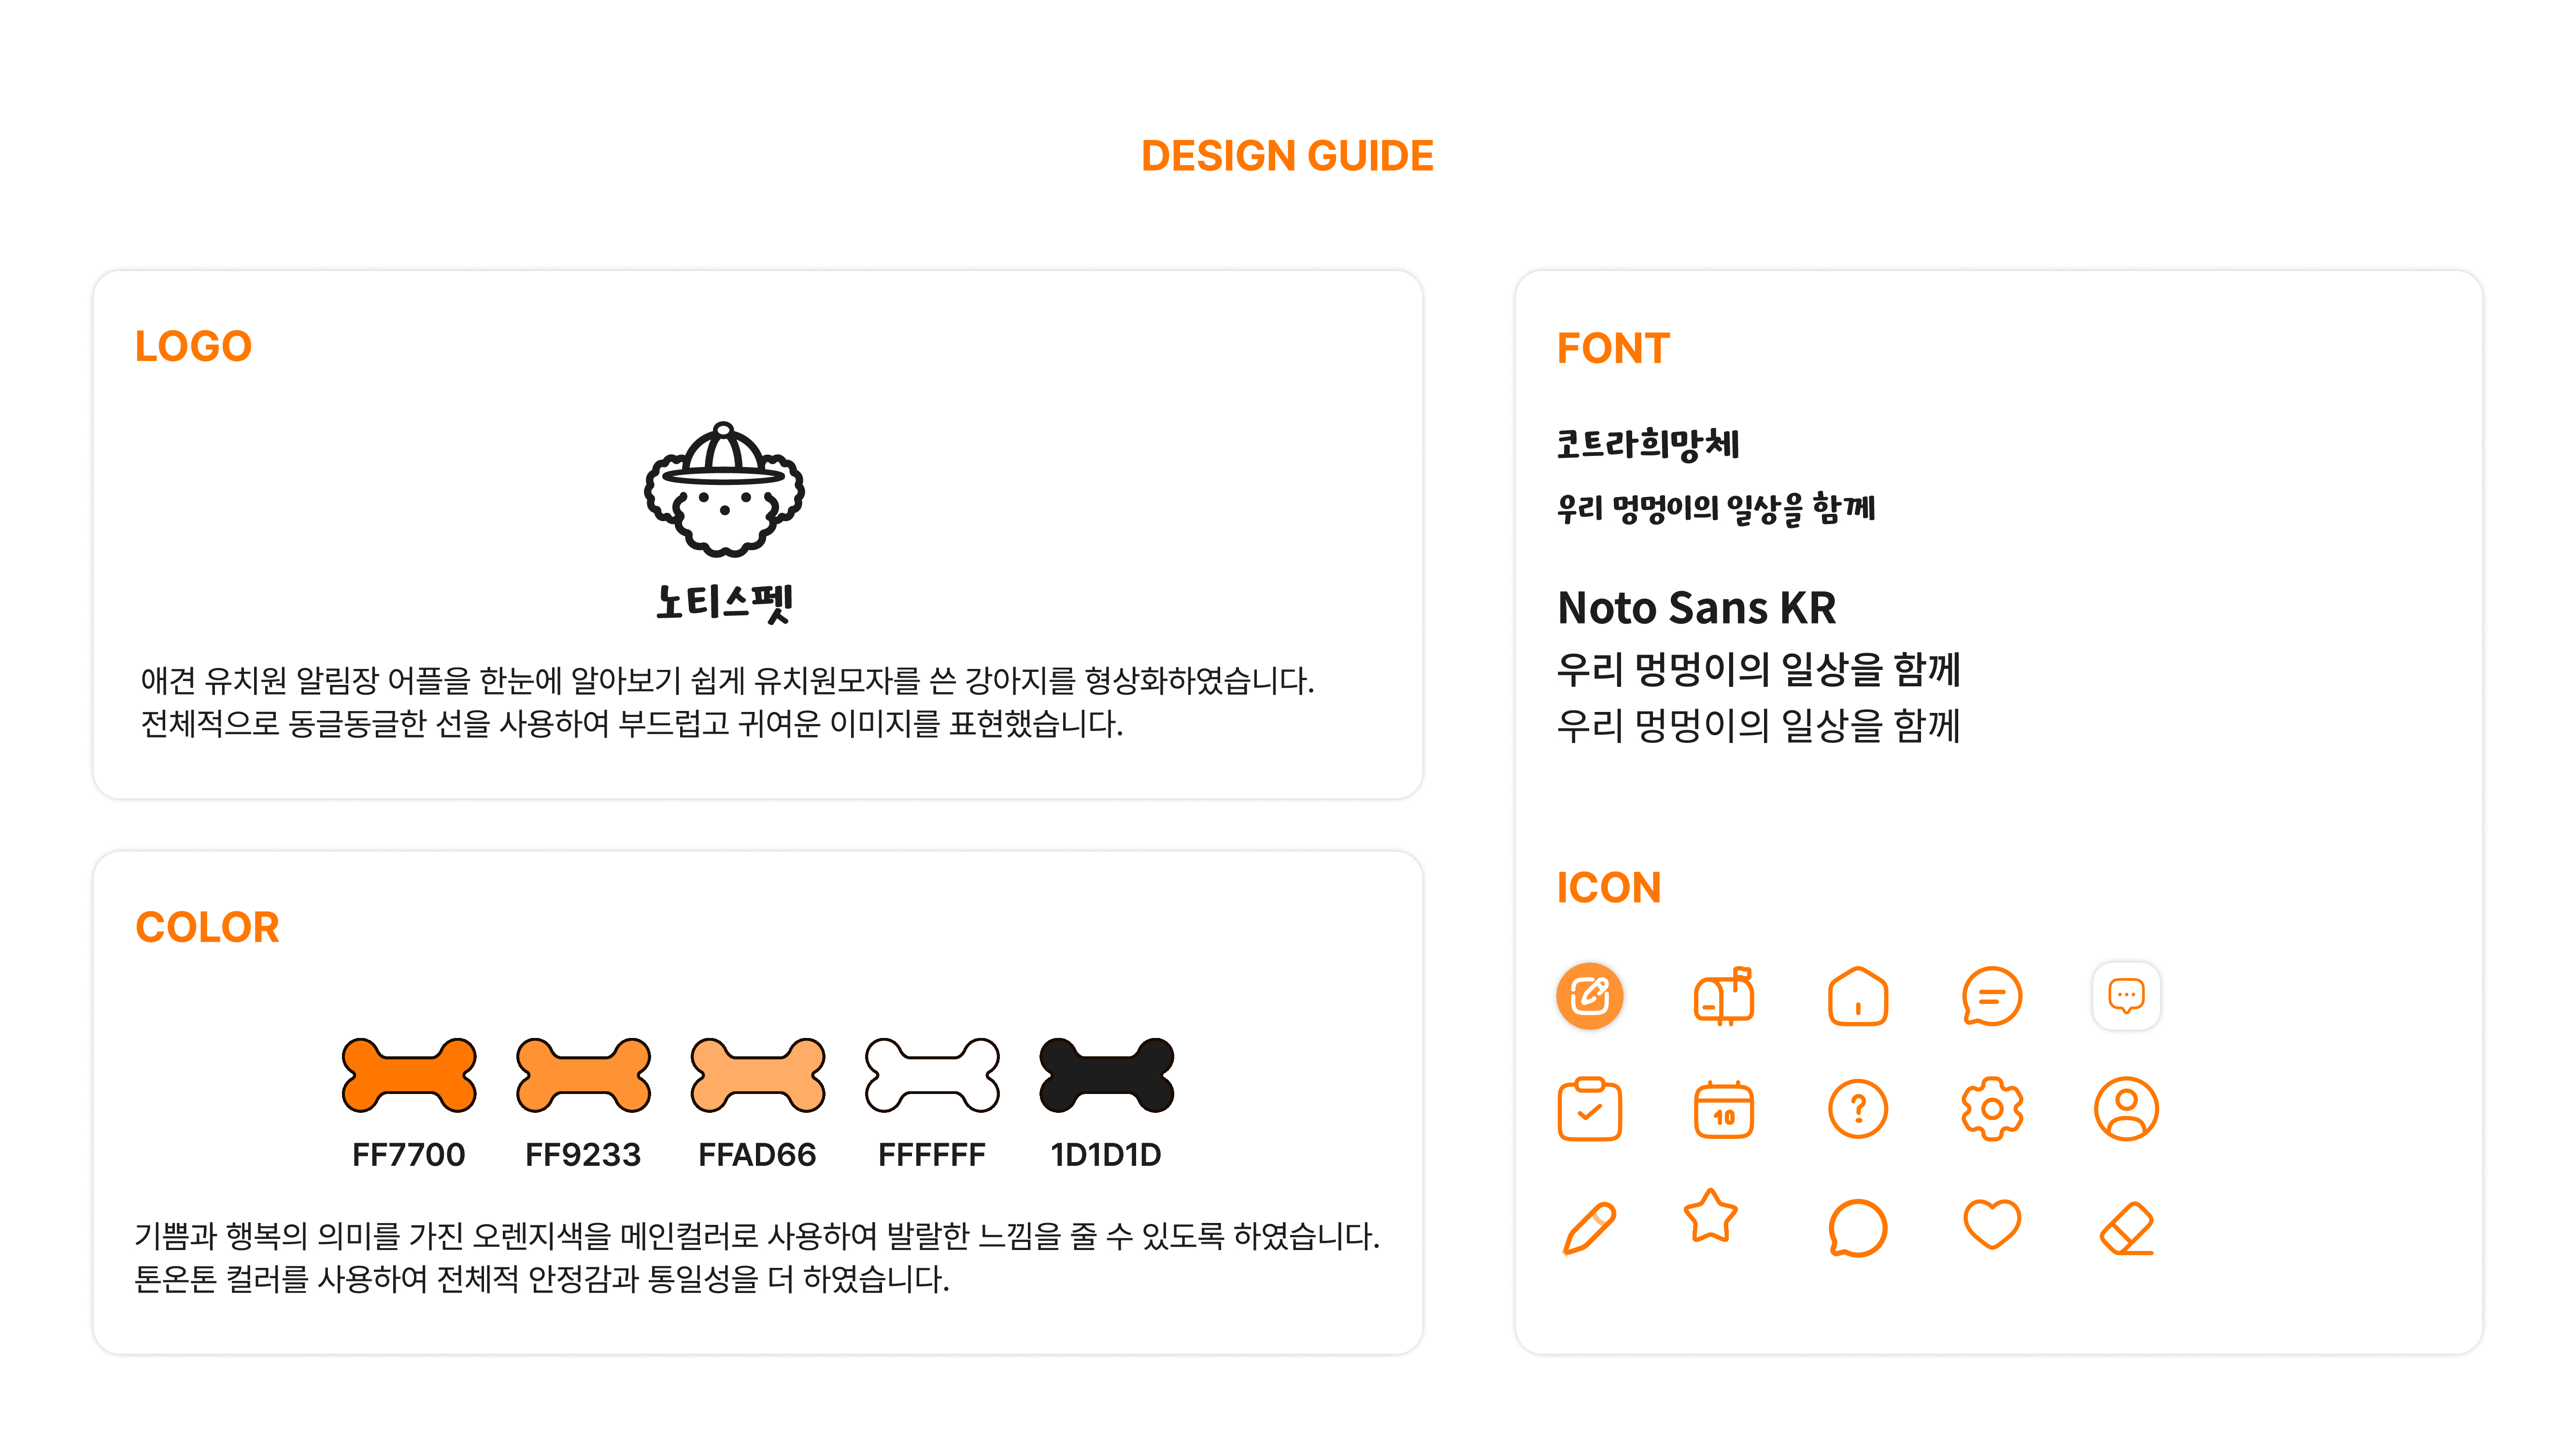 DESIGN GUIDE
LOGO
노티스펫
애견 유치원 알림장 어플을 한눈에 알아보기 쉽게 유치원모자를 쓴 강아지를 형상화하였습니다.
전체적으로 동글동글한 선을 사용하여 부드럽고 귀여운 이미지를 표현했습니다.
COLOR
FF7700 FF9233 FFAD66 FFFFFF 1D1D1D
기쁨과 행복의 의미를 가진 오렌지색을 메인컬러로 사용하여 발랄한 느낌을 줄 수 있도록 하였습니다.
톤온톤 컬러를 사용하여 전체적 안정감과 통일성을 더 하였습니다.
FONT
코트라희망체
우리 멍멍이의 일상을 함께
Noto Sans KR
우리 멍멍이의 일상을 함께
우리 멍멍이의 일상을 함께
ICON
10 ?